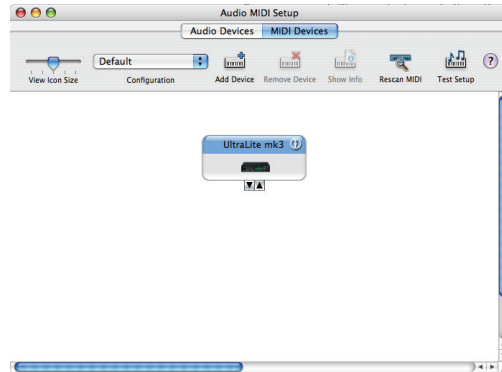 Audio MIDI Setup
Audio Devices MIDI Devices
Default
View Icon Size Configuration Add Device Remove Device Show Info Rescan MIDI Test Setup ?
UltraLite mk3